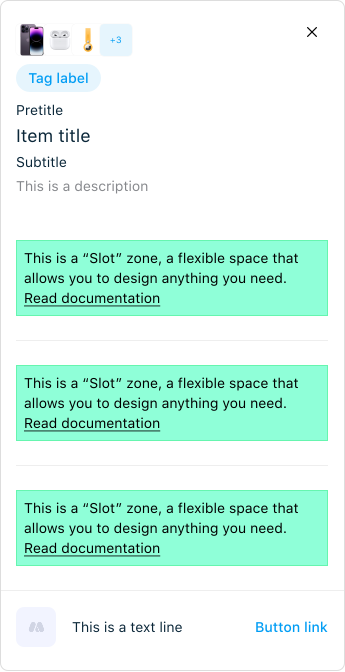 +3
Tag label
Pretitle
Item title
Subtitle
This is a description
This is a “Slot” zone, a flexible space that
allows you to design anything you need.
Read documentation
This is a “Slot” zone, a flexible space that
allows you to design anything you need.
Read documentation
This is a “Slot” zone, a flexible space that
allows you to design anything you need.
Read documentation
This is a text line
Button link